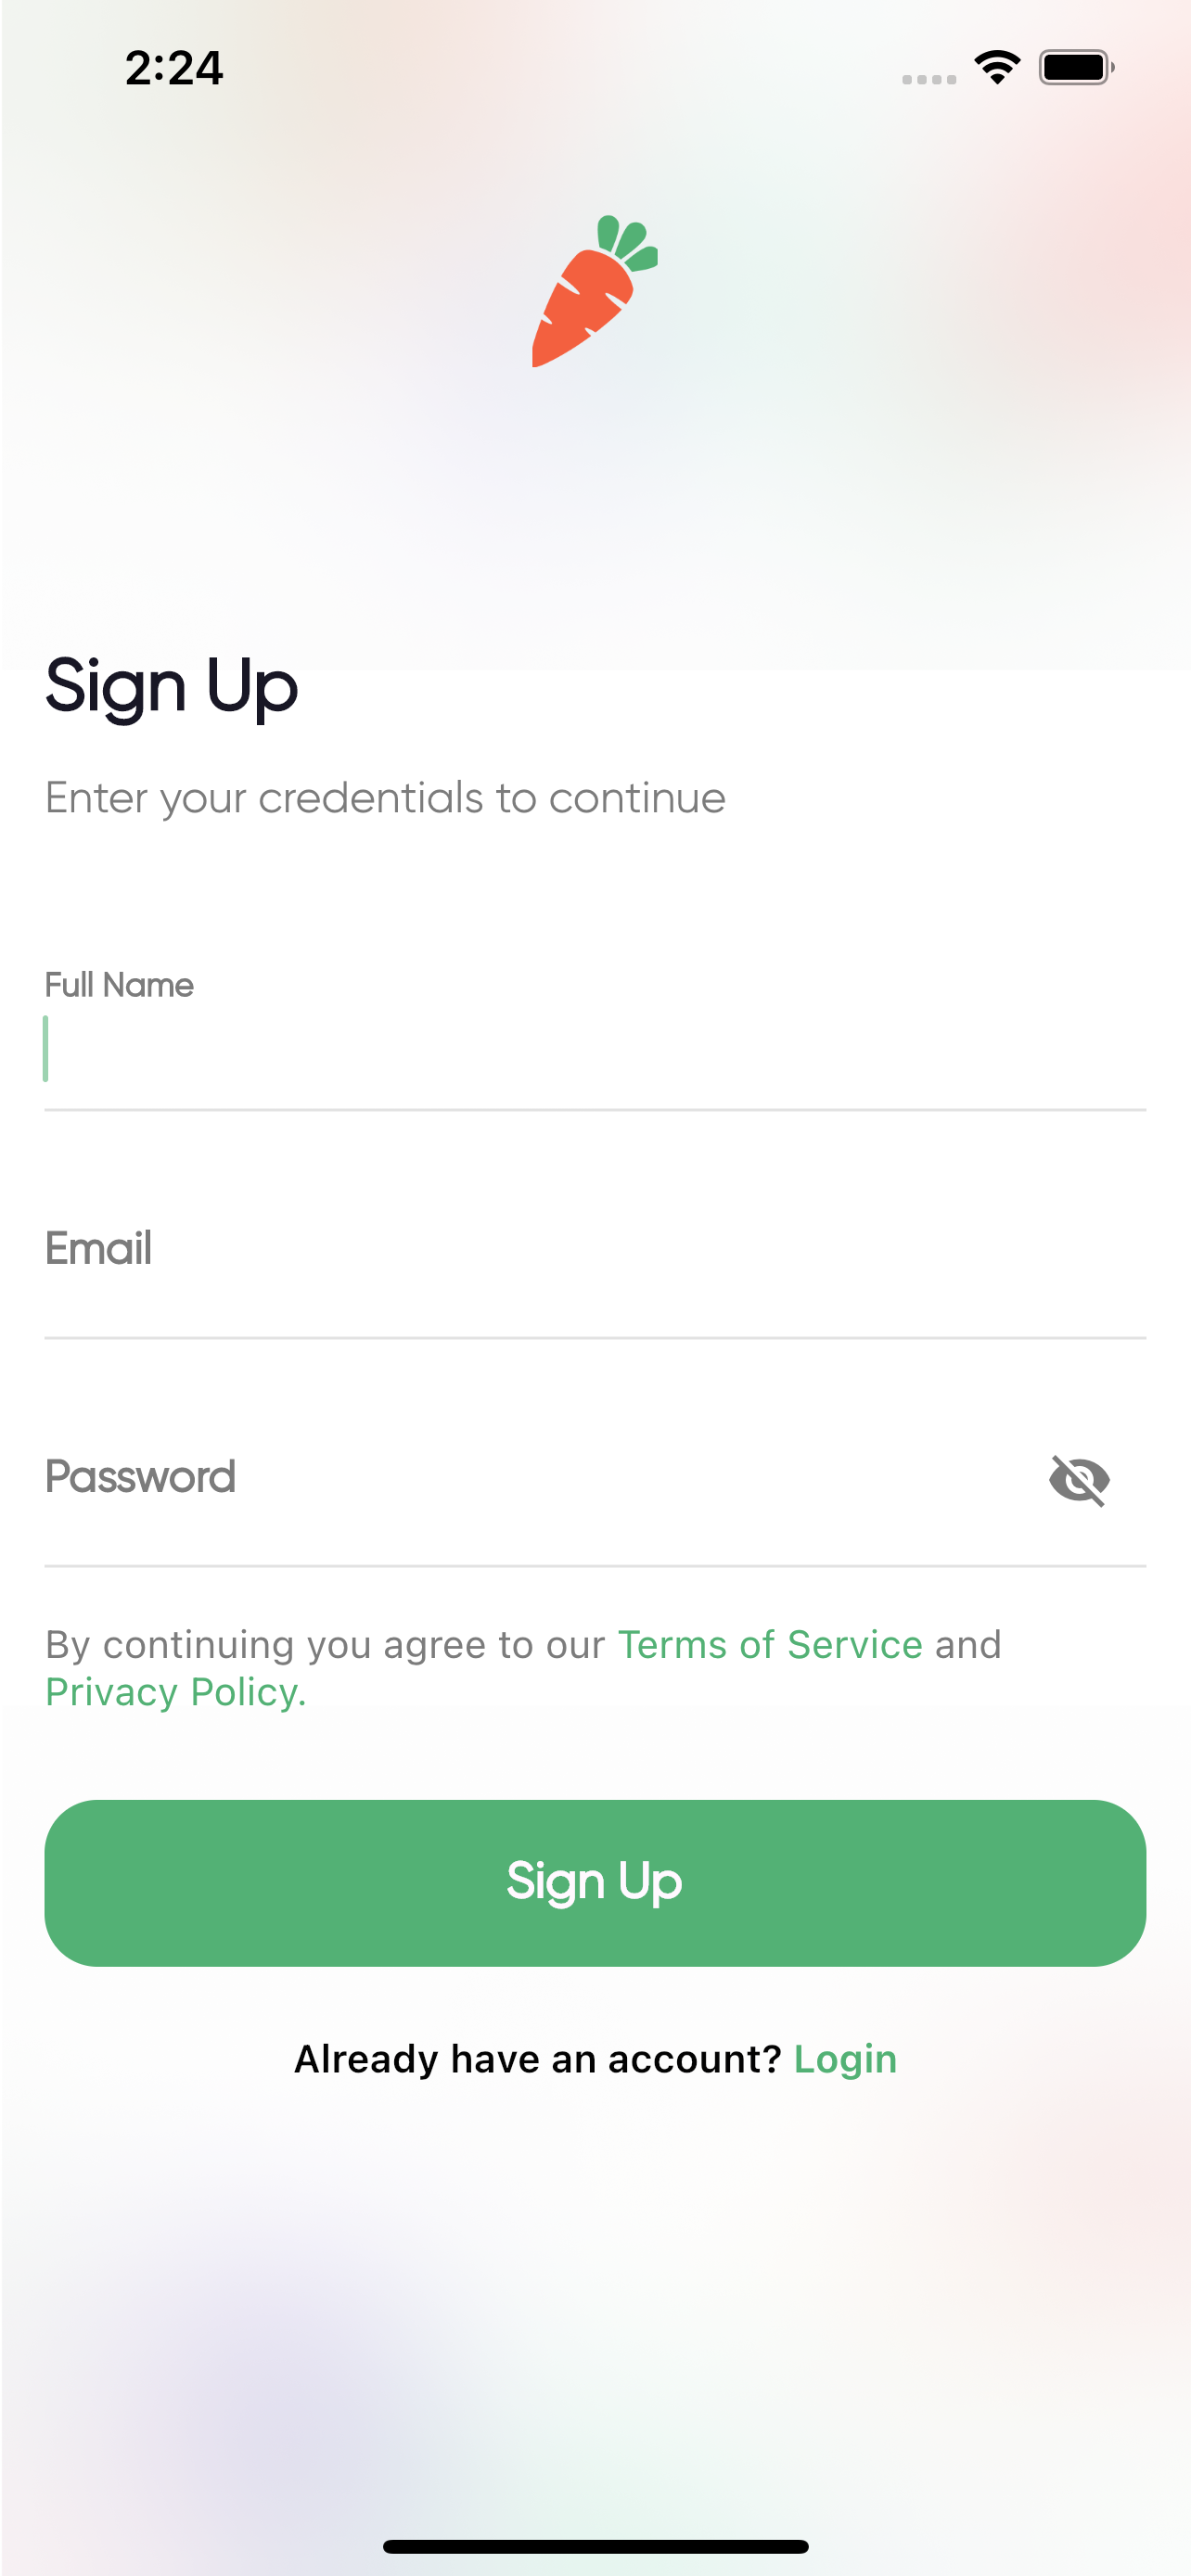 2:24
Sign Up
Enter your credentials to continue
Full Name
Email
Password
By continuing you agree to our Terms of Service and
Privacy Policy.
Sign Up
Already have an account? Login